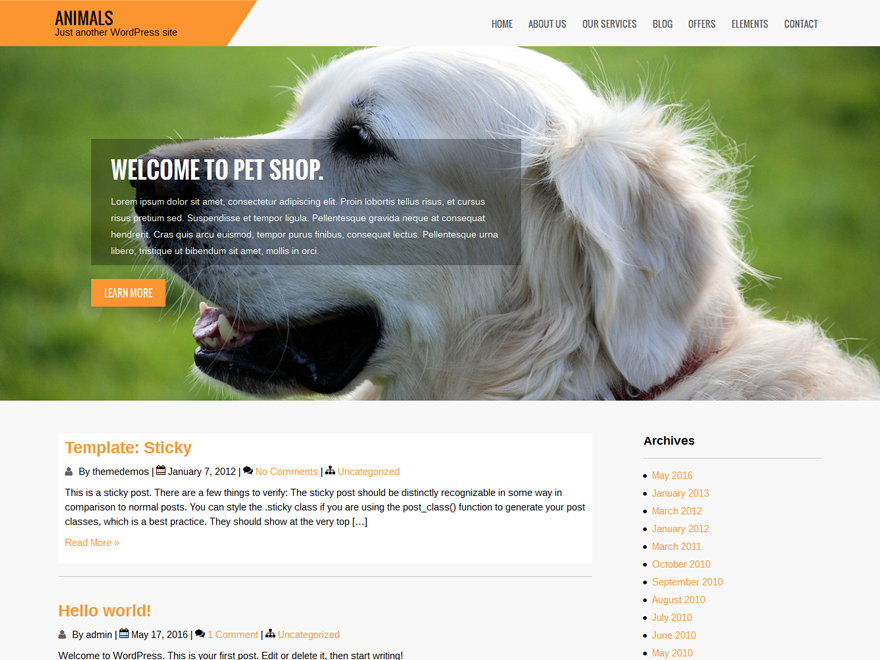 ANIMALS
Just another WordPress site
HOME ABOUT US OUR SERVICES BLOG OFFERS ELEMENTS CONTACT
WELCOME TO PET SHOP.
Lorem ipsum dolor sit amet, consectetur adipiscing elit. Proin lobortis tellus risus, et cursus
risus pretium sed. Suspendisse et tempor ligula. Pellentesque gravida neque at consequat
hendrerit. Cras quis arcu euismod, tempor purus finibus, consequat lectus. Pellentesque urna
libero, tristique ut bibendum sit amet, mollis in orci.
LEARN MORE
Template: Sticky
By themedemos | January 7, 2012 | No Comments | Uncategorized
This is a sticky post. There are a few things to verify: The sticky post should be distinctly recognizable in some way in
comparison to normal posts. You can style the .sticky class if you are using the post_class() function to generate your post
classes, which is a best practice. They should show at the very top […]
Read More »
Hello world!
By admin | May 17, 2016 | 1 Comment | Uncategorized
Welcome to WordPress. This is your first post. Edit or delete it, then start writing!
Archives
May 2016
January 2013
March 2012
January 2012
March 2011
October 2010
September 2010
August 2010
July 2010
June 2010
May 2010